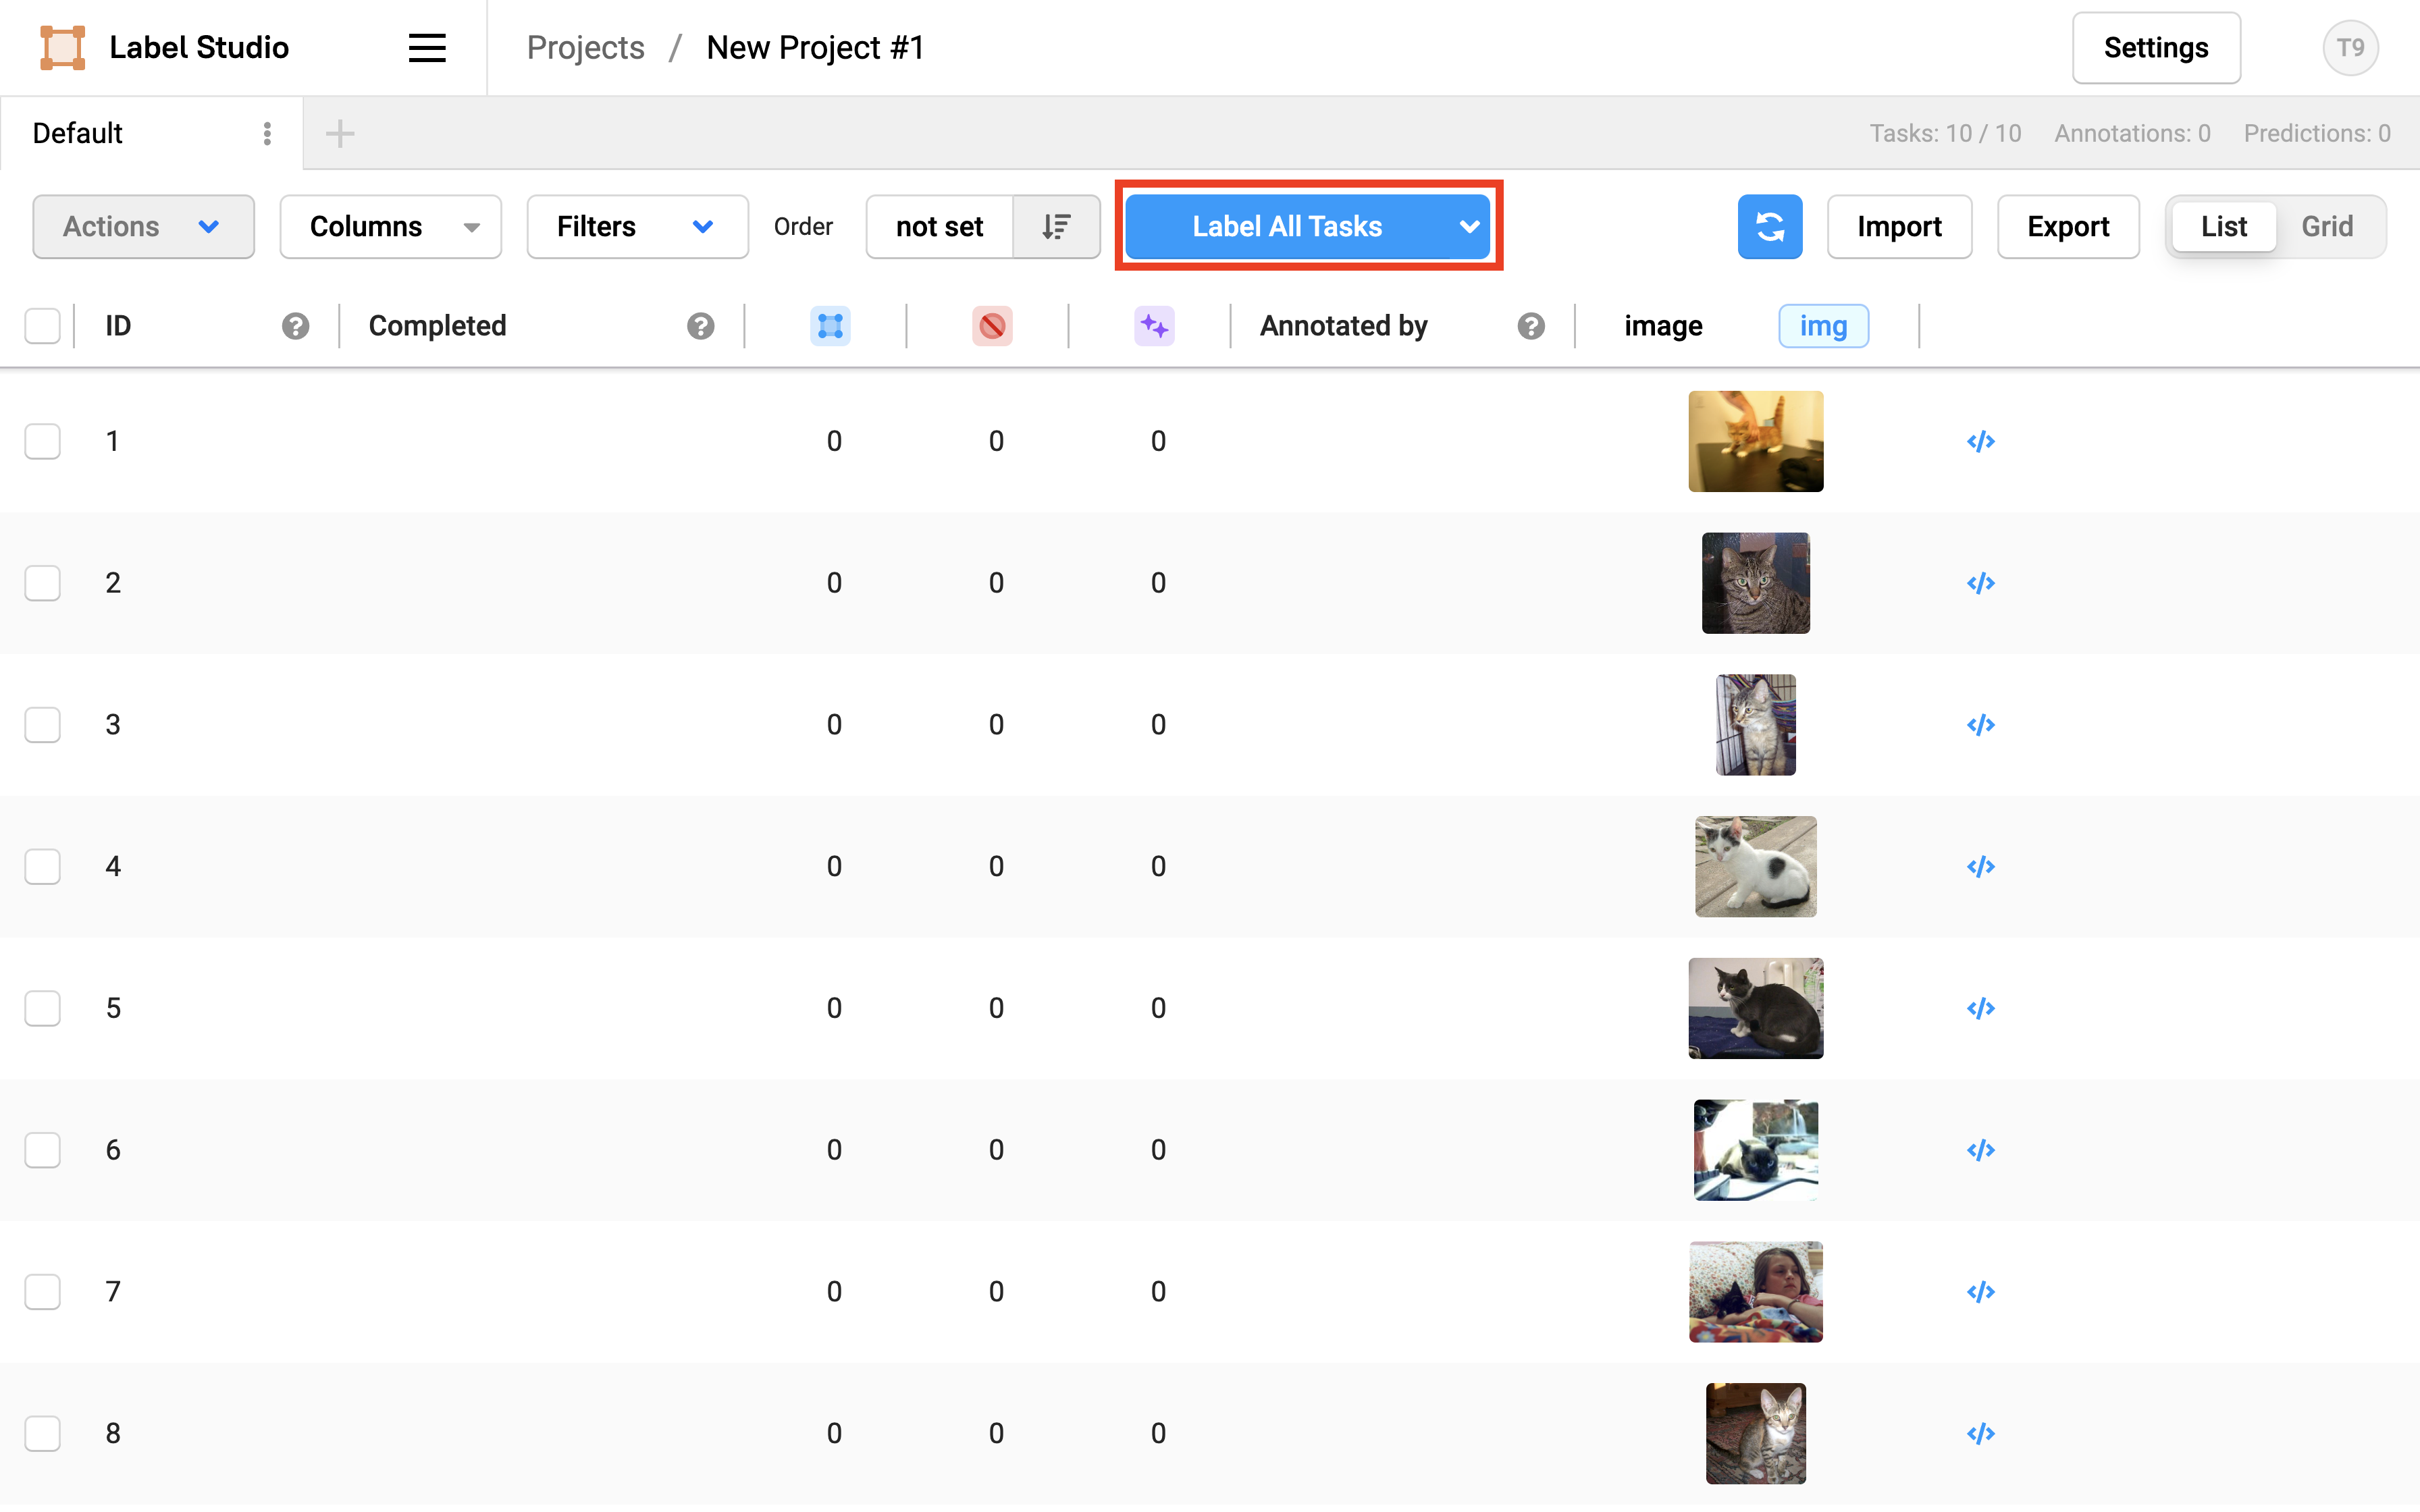 Label Studio Projects / New Project #1 Settings T9
Default Tasks: 10 / 10 Annotations: 0 Predictions: 0
Actions Columns Filters Order not set Label All Tasks Import Export List Grid
ID ? Completed ? Annotated by ? image img
1 0 0 0 </>
2 0 0 0 </>
3 0 0 0 </>
4 0 0 0 </>
5 0 0 0 </>
6 0 0 0 </>
7 0 0 0 </>
8 0 0 0 </>